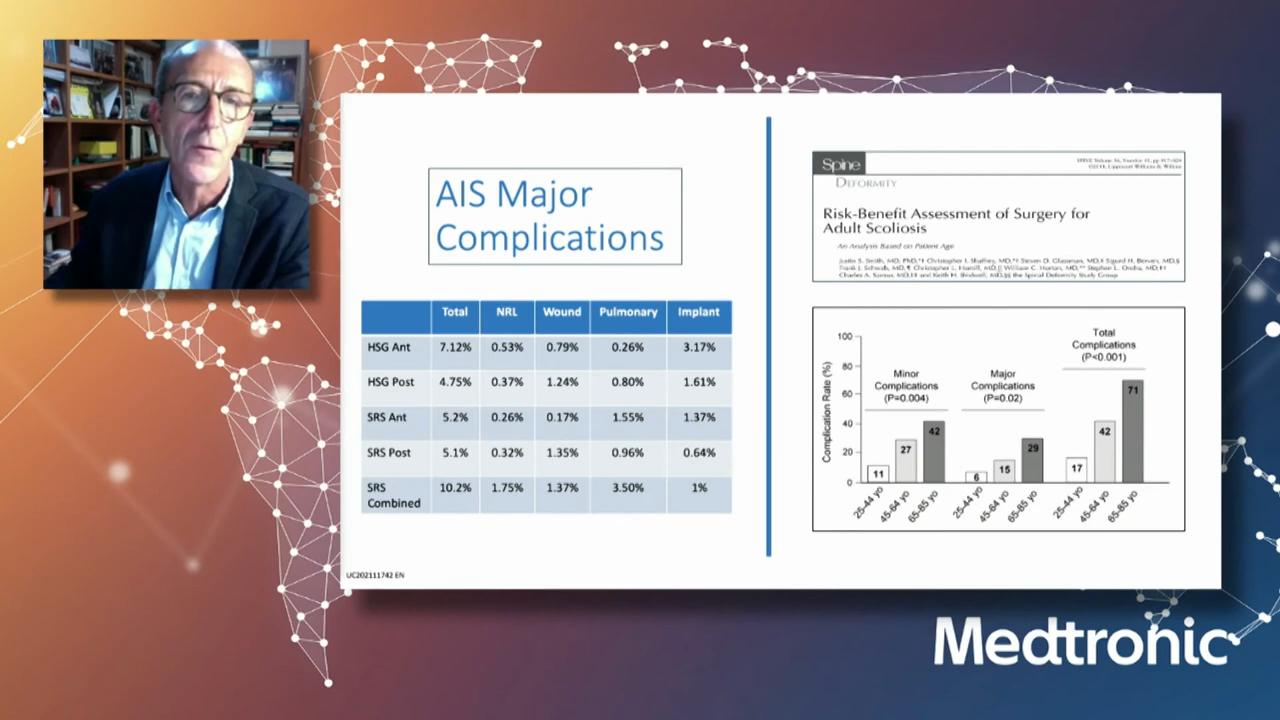 AIS Major
Complications
Total NRL Wound Pulmonary Implant
HSG Ant 7.12% 0.53% 0.79% 0.26% 3.17%
HSG Post 4.75% 0.37% 1.24% 0.80% 1.61%
SRS Ant 5.2% 0.26% 0.17% 1.55% 1.37%
SRS Post 5.1% 0.32% 1.35% 0.96% 0.64%
SRS
Combined 10.2% 1.75% 1.37% 3.50% 1%
UC202111742 EN
Spine
DEFORMITY
Risk-Benefit Assessment of Surgery for
Adult Scoliosis
An Analysis Based on Patient Age
Complication Rate (%)
100
80
60
40
20
0
Minor
Complications
(P=0.004)
11 27 42
Major
Complications
(P=0.02)
6 15 29
Total
Complications
(P<0.001)
17 42 71
25-44 yo 45-64 yo 65-85 yo 25-44 yo 45-64 yo 65-85 yo 25-44 yo 45-64 yo 65-85 yo
Medtronic